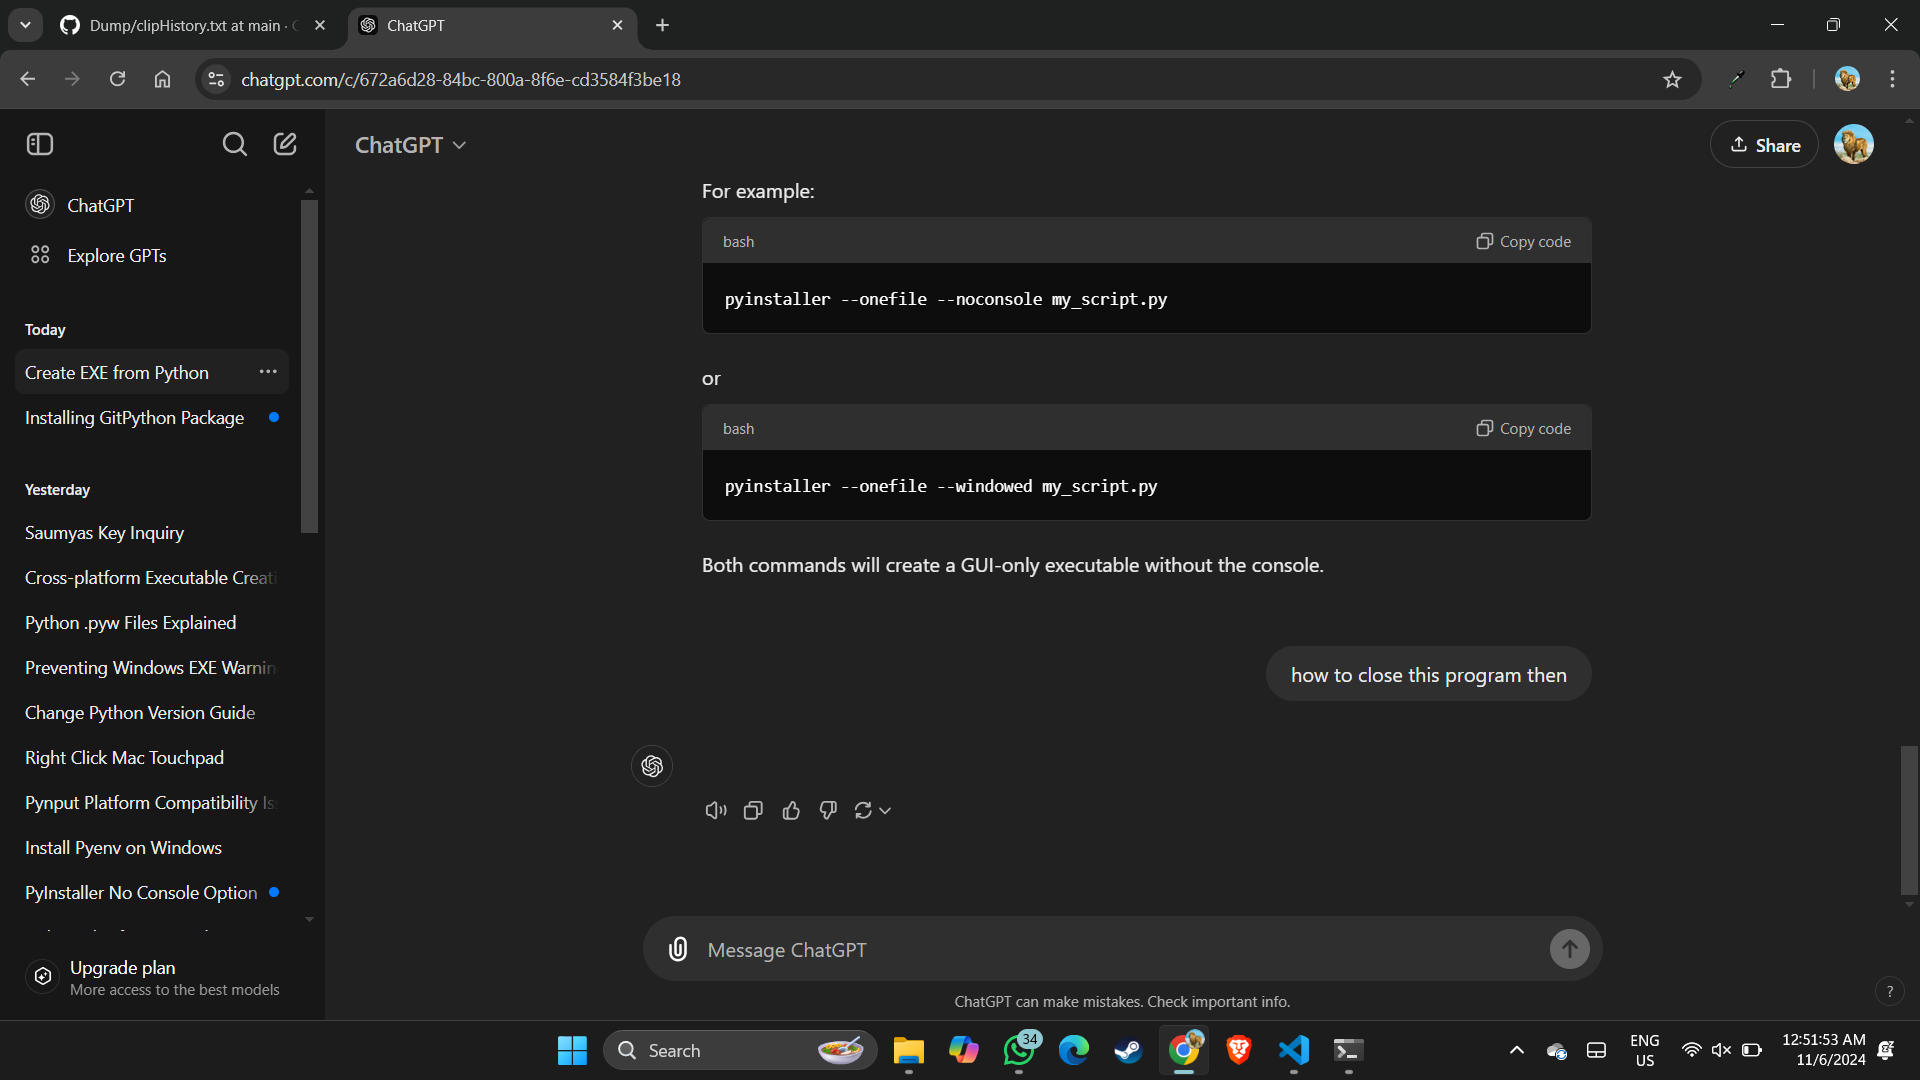 Dump/clipHistory.txt at main ·
ChatGPT
chatgpt.com/c/672a6d28-84bc-800a-8f6e-cd3584f3be18
ChatGPT
Share
ChatGPT
Explore GPTs
Today
Create EXE from Python
Installing GitPython Package
Yesterday
Saumyas Key Inquiry
Cross-platform Executable Creati
Python .pyw Files Explained
Preventing Windows EXE Warnin
Change Python Version Guide
Right Click Mac Touchpad
Pynput Platform Compatibility Is
Install Pyenv on Windows
PyInstaller No Console Option
Upgrade plan
More access to the best models
For example:
bash
Copy code
pyinstaller --onefile --noconsole my_script.py
or
bash
Copy code
pyinstaller --onefile --windowed my_script.py
Both commands will create a GUI-only executable without the console.
how to close this program then
Message ChatGPT
ChatGPT can make mistakes. Check important info.
?
Search
34
ENG
US
12:51:53 AM
11/6/2024